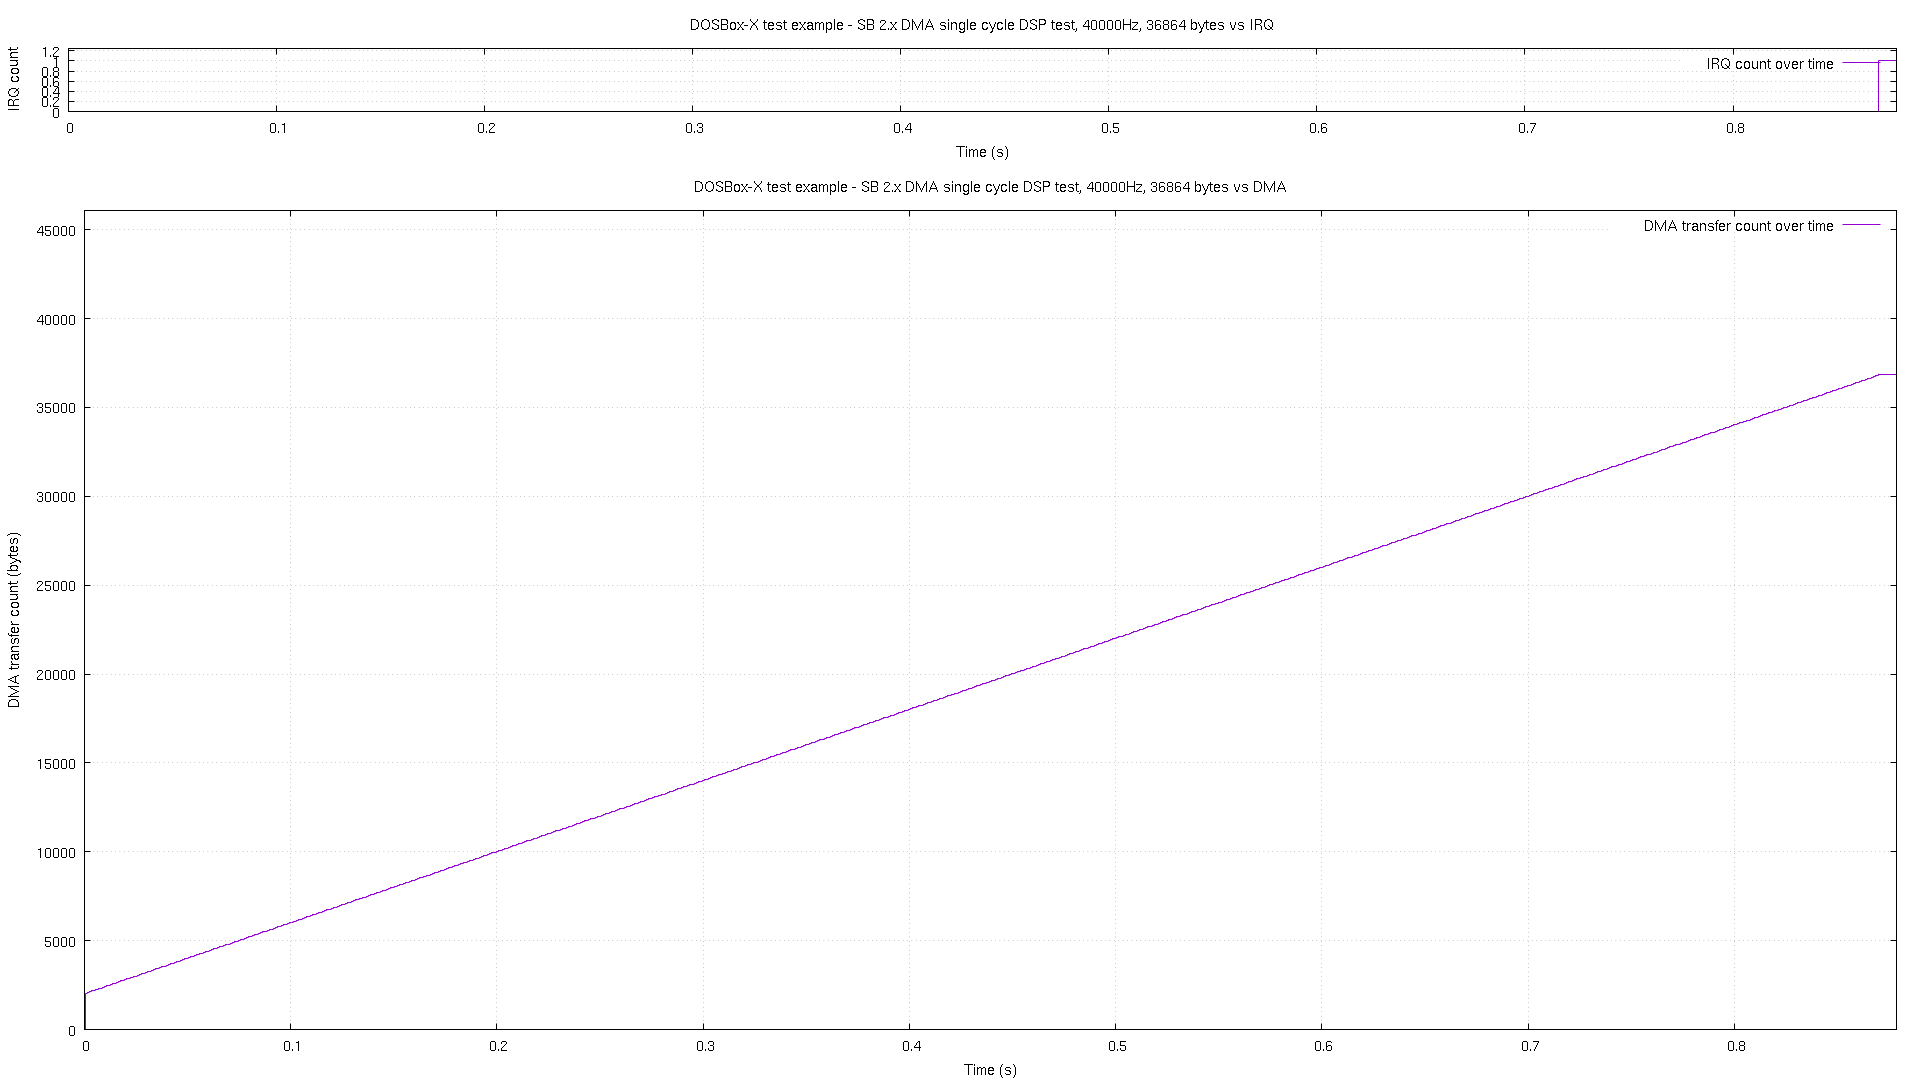 DOSBox-X test example - SB 2.x DMA single cycle DSP test, 40000Hz, 36864 bytes vs IRQ
IRQ count
1.2
1
0.8
0.6
0.4
0.2
0
IRQ count over time
0 0.1 0.2 0.3 0.4 0.5 0.6 0.7 0.8
Time (s)
DOSBox-X test example - SB 2.x DMA single cycle DSP test, 40000Hz, 36864 bytes vs DMA
DMA transfer count over time
DMA transfer count (bytes)
45000
40000
35000
30000
25000
20000
15000
10000
5000
0
0 0.1 0.2 0.3 0.4 0.5 0.6 0.7 0.8
Time (s)